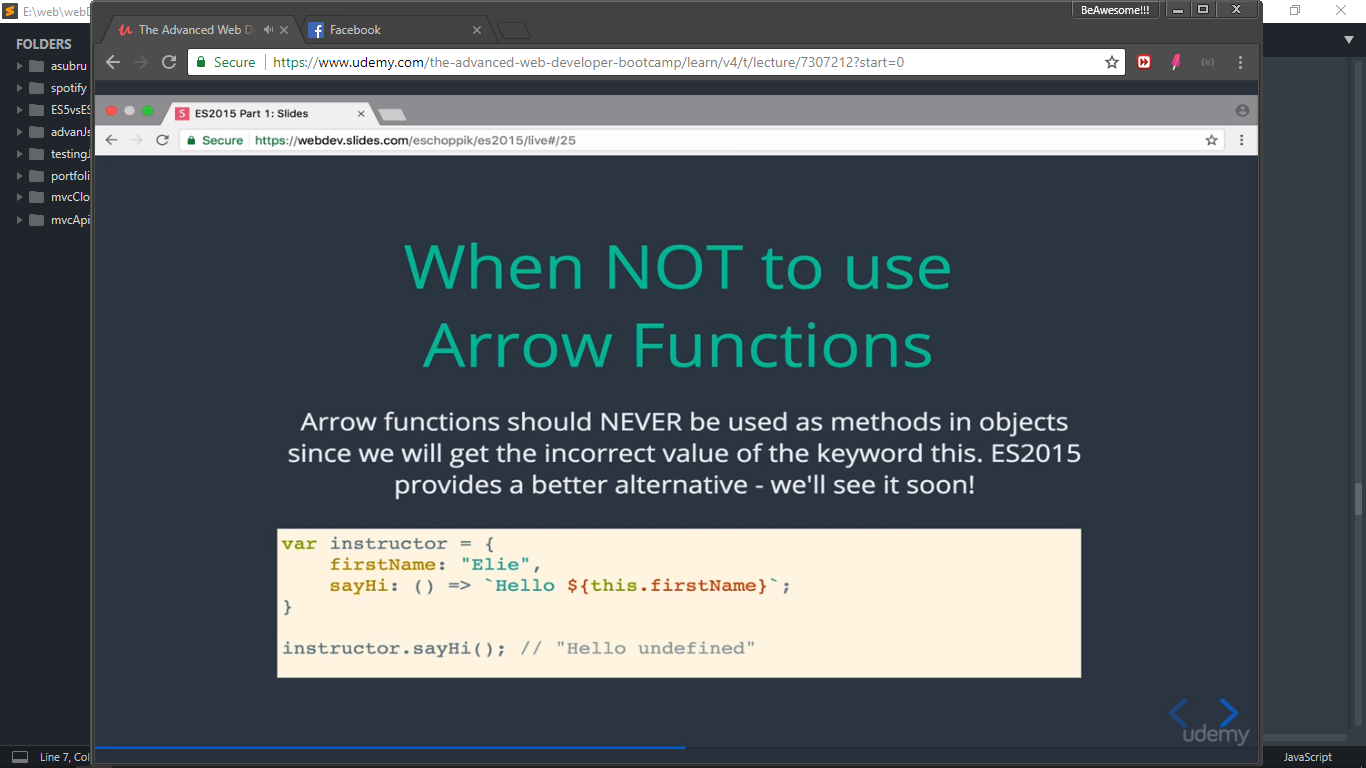 E:\web\webD
BeAwesome!!!
The Advanced Web D
Facebook
FOLDERS
Secure
https://www.udemy.com/the-advanced-web-developer-bootcamp/learn/v4/t/lecture/7307212?start=0
asubru
spotify
ES5vsES
advanJs
testingJ
portfoli
mvcClo
mvcApi
ES2015 Part 1: Slides
Secure
https://webdev.slides.com/eschoppik/es2015/live#/25
When NOT to use
Arrow Functions
Arrow functions should NEVER be used as methods in objects
since we will get the incorrect value of the keyword this. ES2015
provides a better alternative - we'll see it soon!
var instructor = {
firstName: "Elie",
sayHi: () => `Hello ${this.firstName}`;
}
instructor.sayHi(); // "Hello undefined"
udemy
Line 7, Col
JavaScript